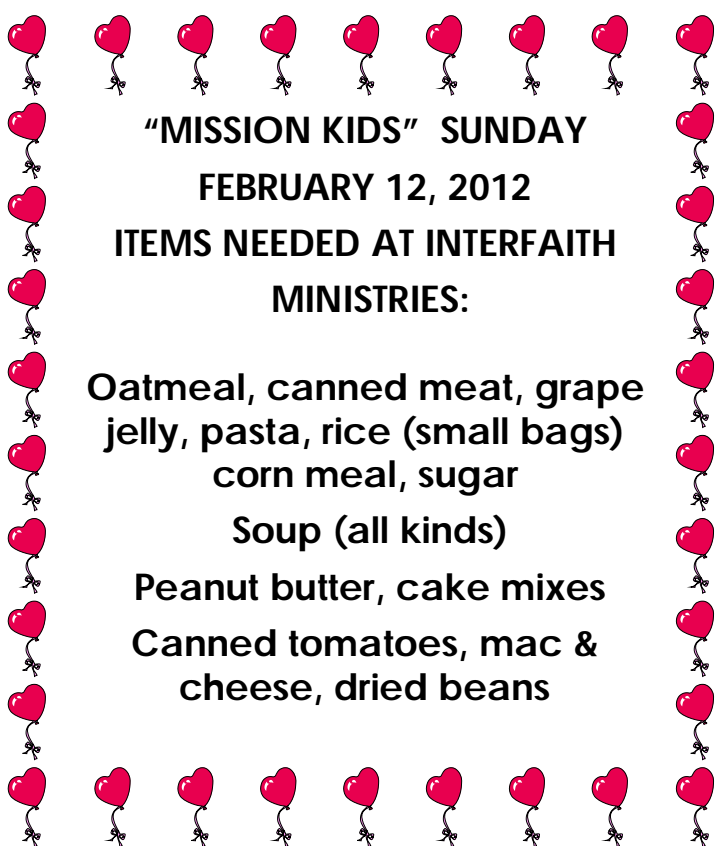 “MISSION KIDS”  SUNDAY
FEBRUARY 12, 2012
ITEMS NEEDED AT INTERFAITH
MINISTRIES:
Oatmeal, canned meat, grape
jelly, pasta, rice (small bags)
corn meal, sugar
Soup (all kinds)
Peanut butter, cake mixes
Canned tomatoes, mac &
cheese, dried beans